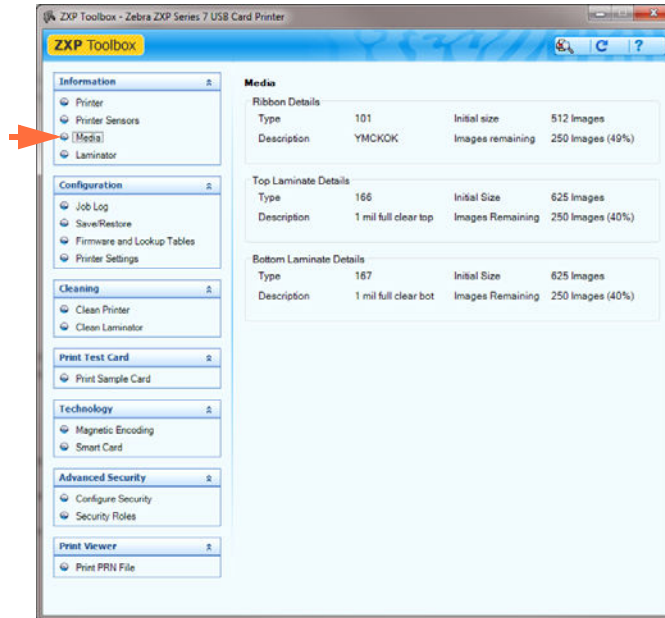 ZXP Toolbox - Zebra ZXP Series 7 USB Card Printer
ZXP Toolbox
C ?
Information
Printer
Printer Sensors
Media
Laminator
Configuration
Job Log
Save/Restore
Firmware and Lookup Tables
Printer Settings
Cleaning
Clean Printer
Clean Laminator
Print Test Card
Print Sample Card
Technology
Magnetic Encoding
Smart Card
Advanced Security
Configure Security
Security Roles
Print Viewer
Print PRN File
Media
Ribbon Details
Type 101 Initial size 512 Images
Description YMCKOK Images remaining 250 Images (49%)
Top Laminate Details
Type 166 Initial Size 625 Images
Description 1 mil full clear top Images Remaining 250 Images (40%)
Bottom Laminate Details
Type 167 Initial Size 625 Images
Description 1 mil full clear bot Images Remaining 250 Images (40%)